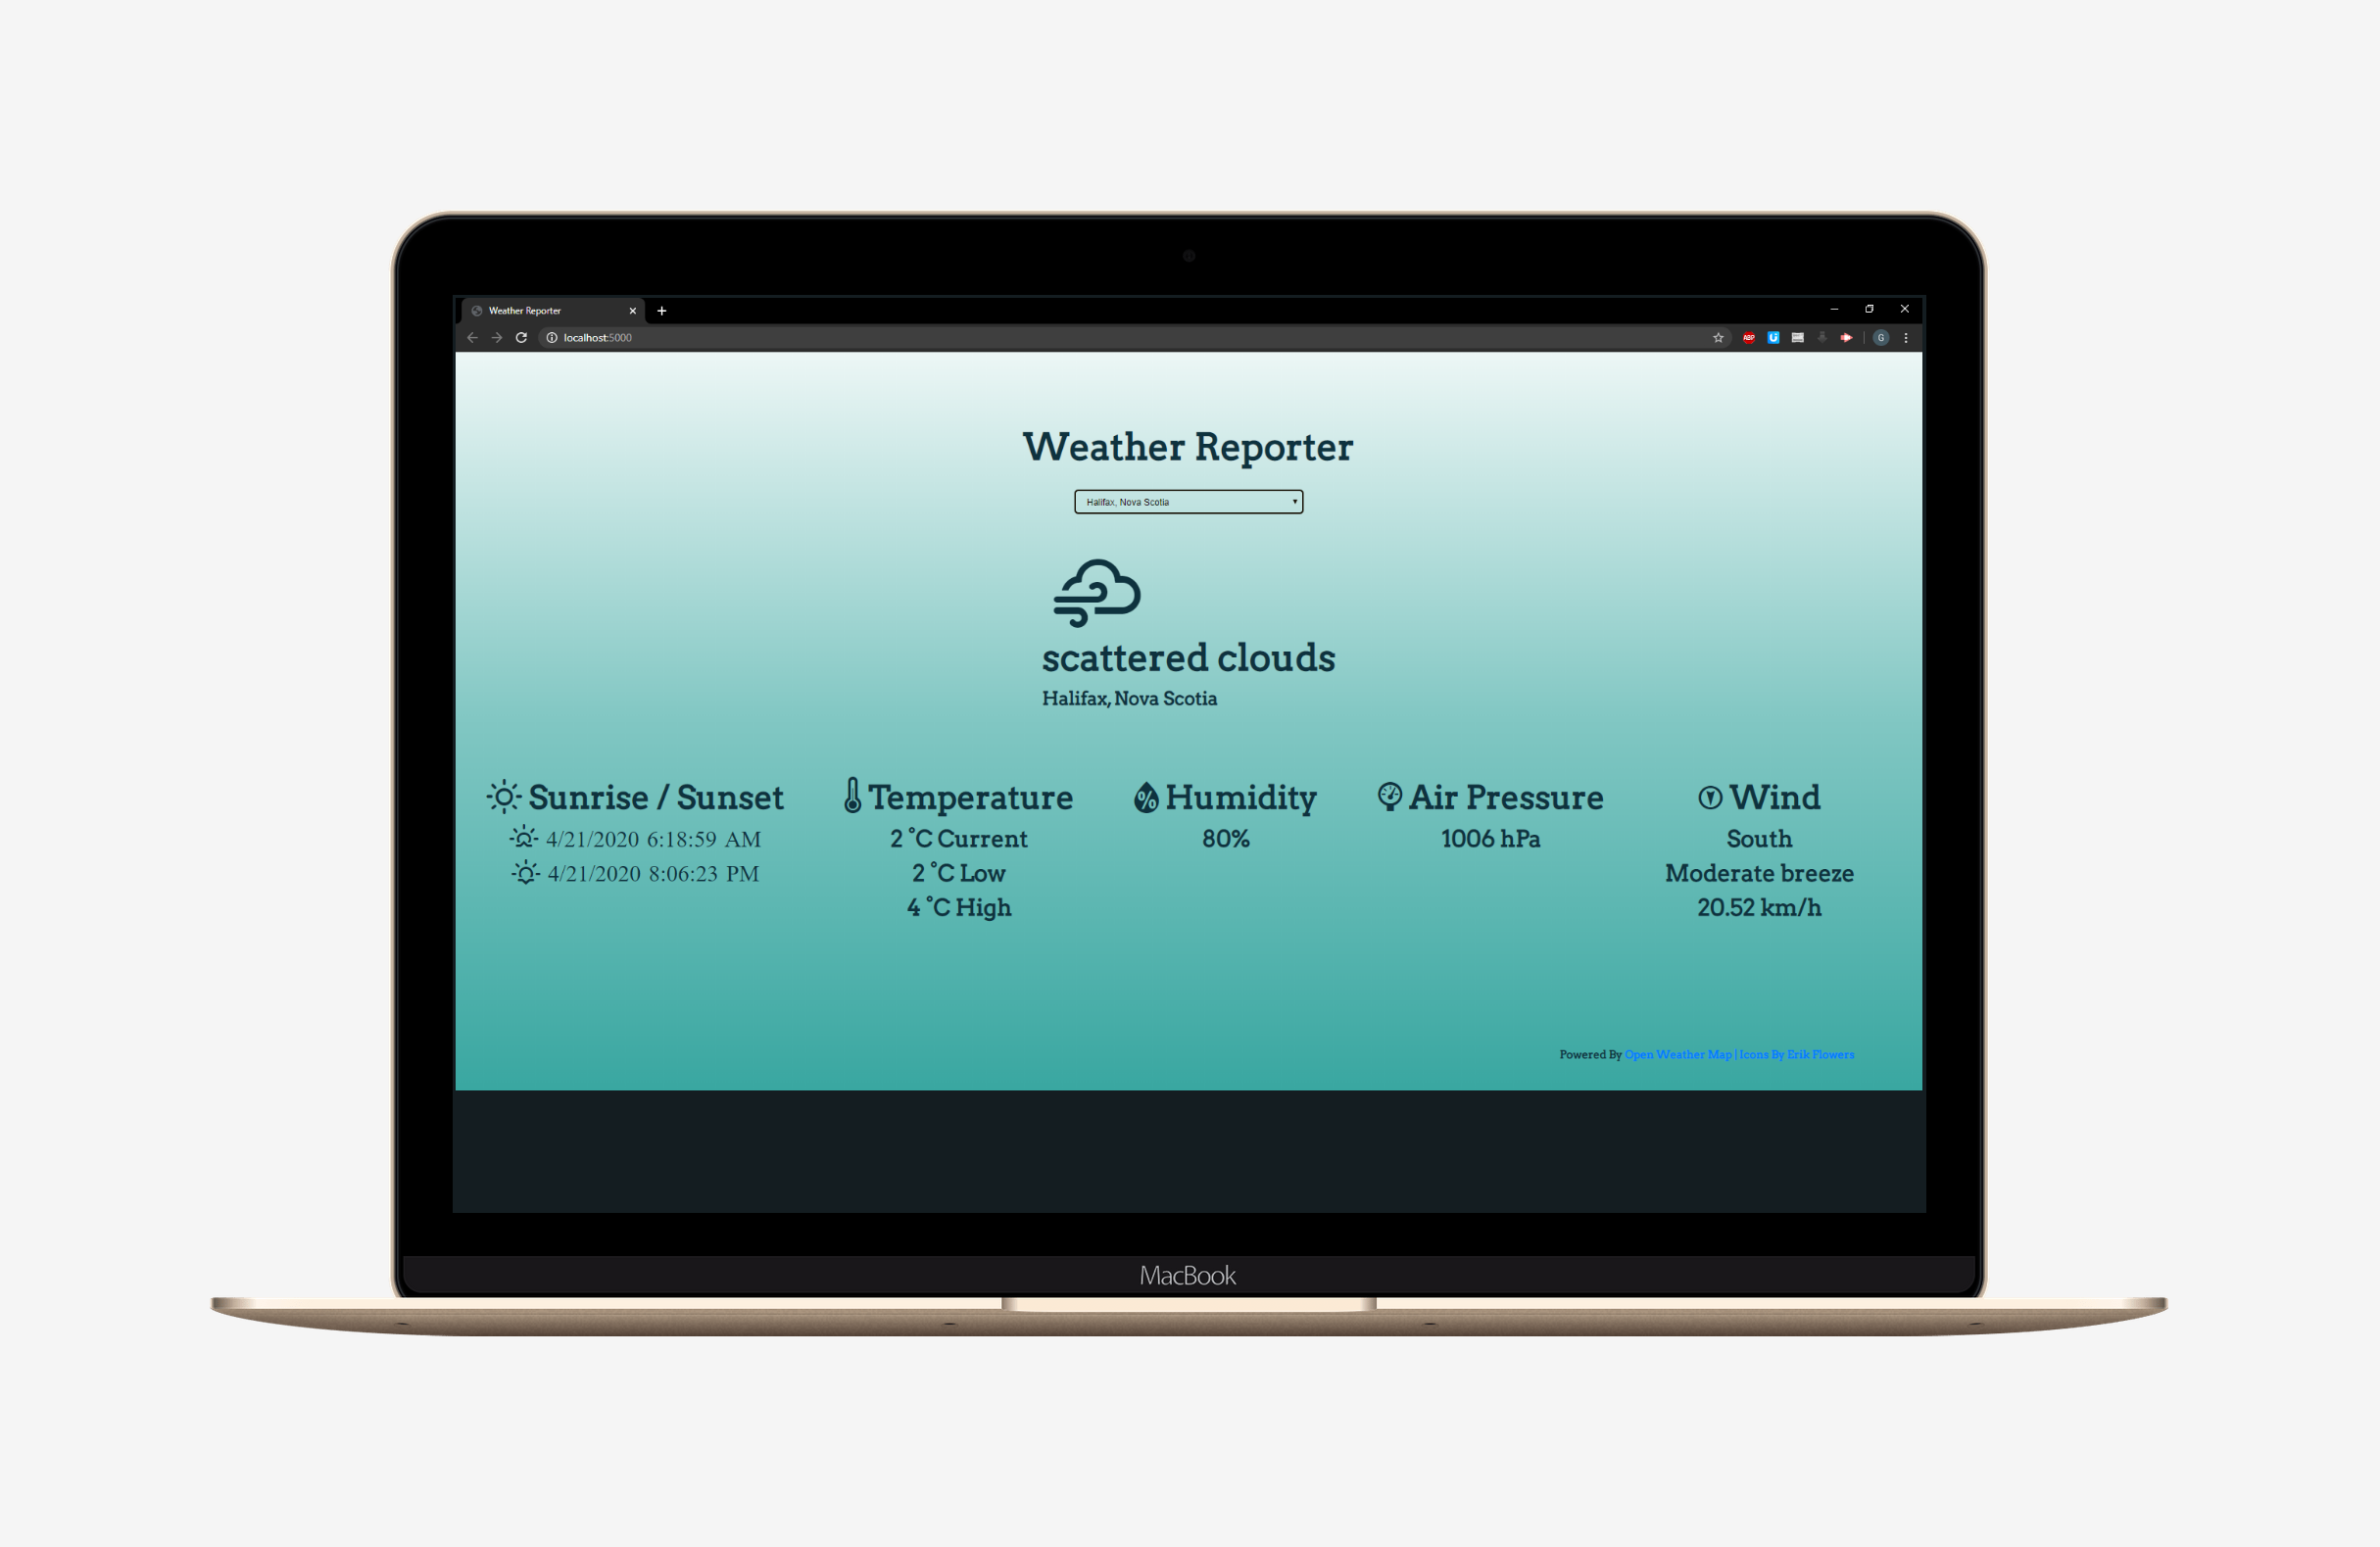 Weather Reporter
localhost:5000
ABP
G
Weather Reporter
Halifax, Nova Scotia
scattered clouds
Halifax, Nova Scotia
Sunrise / Sunset
4/21/2020 6:18:59 AM
4/21/2020 8:06:23 PM
Temperature
2 °C Current
2 °C Low
4 °C High
Humidity
80%
Air Pressure
1006 hPa
Wind
South
Moderate breeze
20.52 km/h
Powered By Open Weather Map | Icons By Erik Flowers
MacBook